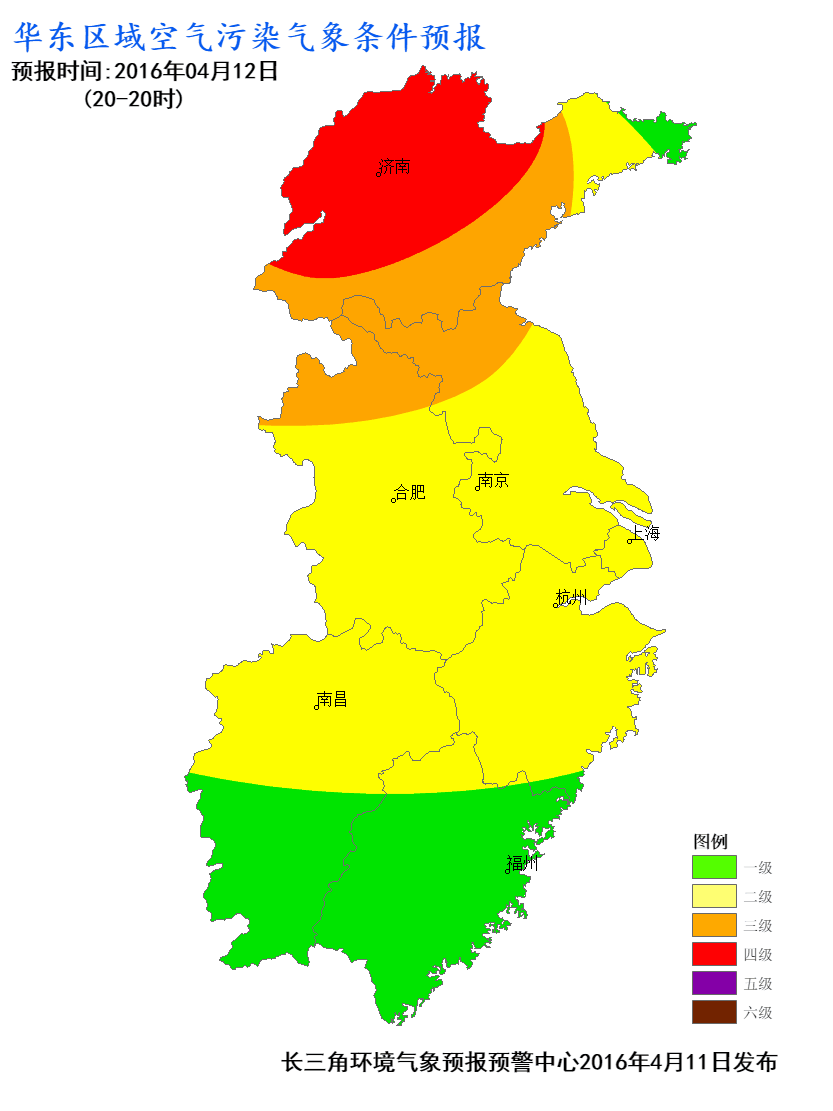 华东区域空气污染气象条件预报
预报时间:2016年04月12日
(20-20时)
济南
合肥
南京
上海
杭州
南昌
福州
图例
一级
二级
三级
四级
五级
六级
长三角环境气象预报预警中心2016年4月11日发布